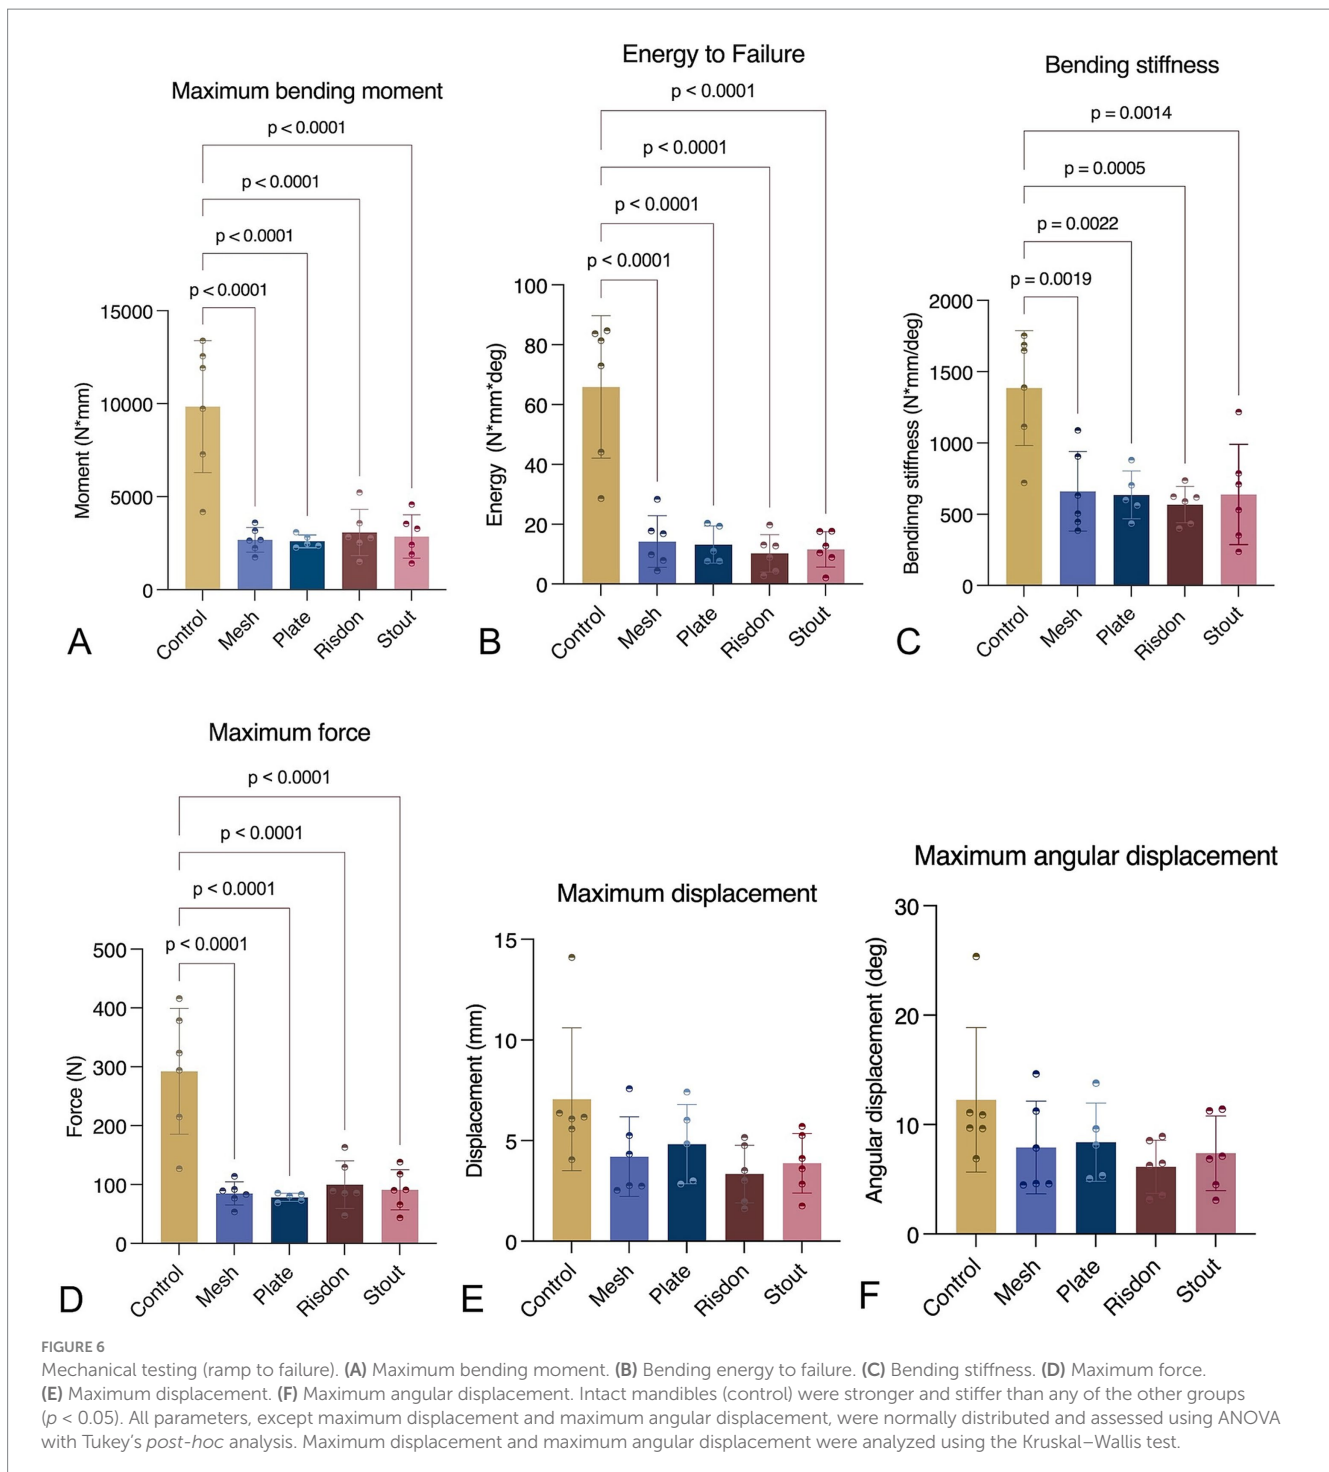 Maximum bending moment
p < 0.0001
p < 0.0001
p < 0.0001
p < 0.0001
15000
10000
5000
0
Moment (N*mm)
Control
Mesh
Plate
Risdon
Stout
A
Energy to Failure
p < 0.0001
p < 0.0001
p < 0.0001
p < 0.0001
100
80
60
40
20
0
Energy (N*mm*deg)
Control
Mesh
Plate
Risdon
Stout
B
Bending stiffness
p = 0.0014
p = 0.0005
p = 0.0022
p = 0.0019
2000
1500
1000
500
0
Bendinng stiffness (N*mm/deg)
Control
Mesh
Plate
Risdon
Stout
C
Maximum force
p < 0.0001
p < 0.0001
p < 0.0001
p < 0.0001
500
400
300
200
100
0
Force (N)
Control
Mesh
Plate
Risdon
Stout
D
Maximum displacement
15
10
5
0
Displacement (mm)
Control
Mesh
Plate
Risdon
Stout
E
Maximum angular displacement
30
20
10
0
Angular displacement (deg)
Control
Mesh
Plate
Risdon
Stout
F
FIGURE 6
Mechanical testing (ramp to failure). (A) Maximum bending moment. (B) Bending energy to failure. (C) Bending stiffness. (D) Maximum force.
(E) Maximum displacement. (F) Maximum angular displacement. Intact mandibles (control) were stronger and stiffer than any of the other groups
(p < 0.05). All parameters, except maximum displacement and maximum angular displacement, were normally distributed and assessed using ANOVA
with Tukey's post-hoc analysis. Maximum displacement and maximum angular displacement were analyzed using the Kruskal–Wallis test.